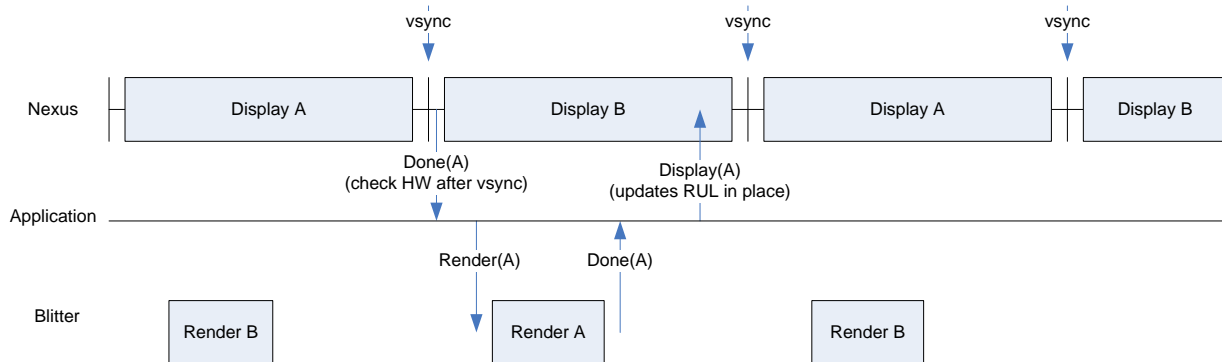 vsync
vsync
vsync
Nexus
Display A
Display B
Display A
Display B
Done(A)
(check HW after vsync)
Display(A)
(updates RUL in place)
Application
Render(A)
Done(A)
Blitter
Render B
Render A
Render B